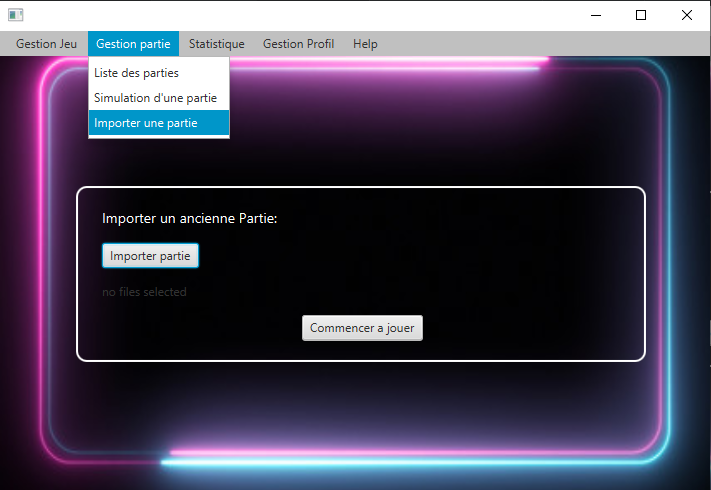 Gestion Jeu Gestion partie Statistique Gestion Profil Help
Liste des parties
Simulation d'une partie
Importer une partie
Importer un ancienne Partie:
Importer partie
no files selected
Commencer a jouer